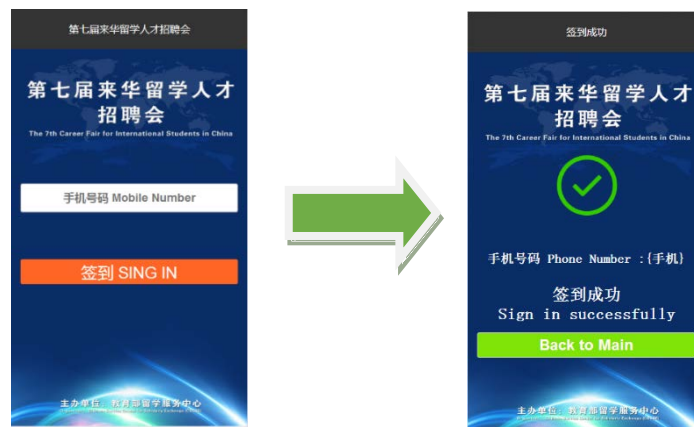 第七届来华留学人才招聘会
第七届来华留学人才
招聘会
The 7th Career Fair for International Students in China
手机号码 Mobile Number
签到 SING IN
主办单位：教育部留学服务中心
签到成功
第七届来华留学人才
招聘会
The 7th Career Fair for International Students in China
手机号码 Phone Number :{手机}
签到成功
Sign in successfully
Back to Main
主办单位：教育部留学服务中心